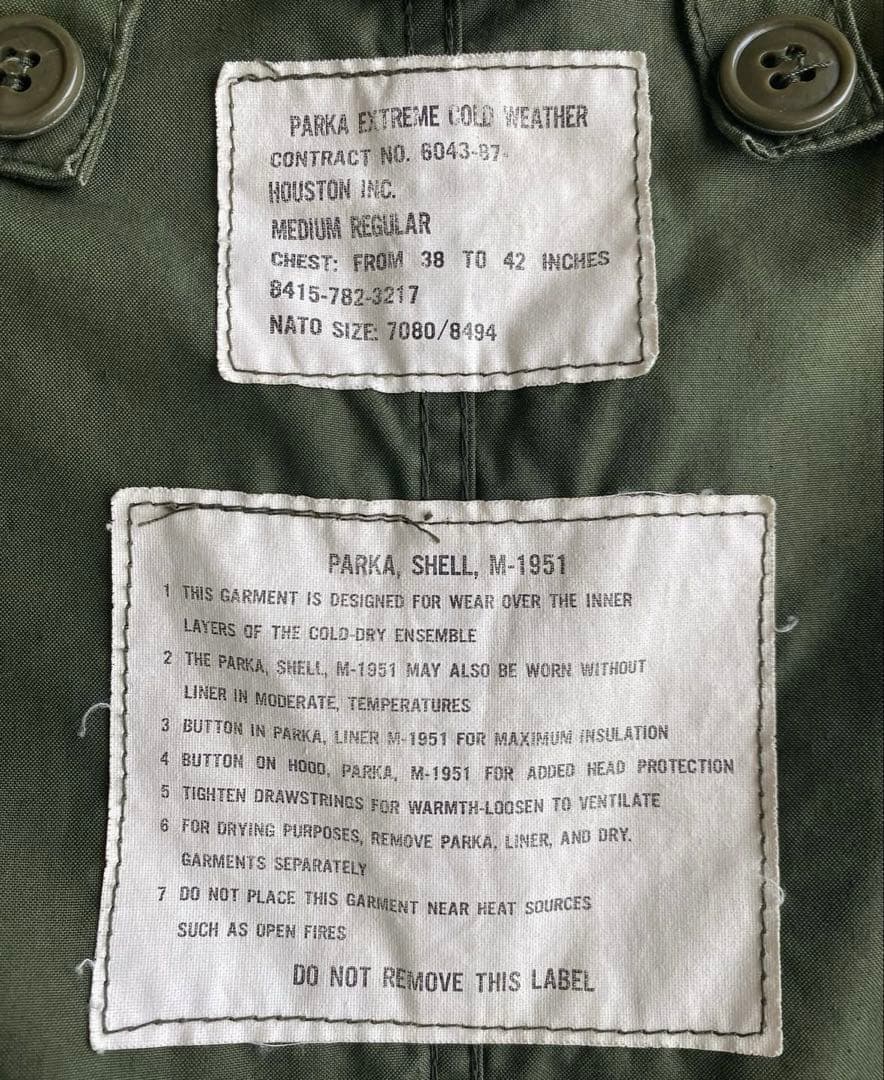 PARKA EXTREME COLD WEATHER
CONTRACT NO. 6043-87-
HOUSTON INC.
MEDIUM REGULAR
CHEST: FROM 38 TO 42 INCHES
8415-782-3217
NATO SIZE: 7080/8494
PARKA, SHELL, M-1951
1 THIS GARMENT IS DESIGNED FOR WEAR OVER THE INNER
LAYERS OF THE COLD-DRY ENSEMBLE
2 THE PARKA, SHELL, M-1951 MAY ALSO BE WORN WITHOUT
LINER IN MODERATE, TEMPERATURES
3 BUTTON IN PARKA, LINER M-1951 FOR MAXIMUM INSULATION
4 BUTTON ON HOOD, PARKA, M-1951 FOR ADDED HEAD PROTECTION
5 TIGHTEN DRAWSTRINGS FOR WARMTH-LOOSEN TO VENTILATE
6 FOR DRYING PURPOSES, REMOVE PARKA, LINER, AND DRY.
GARMENTS SEPARATELY
7 DO NOT PLACE THIS GARMENT NEAR HEAT SOURCES
SUCH AS OPEN FIRES
DO NOT REMOVE THIS LABEL